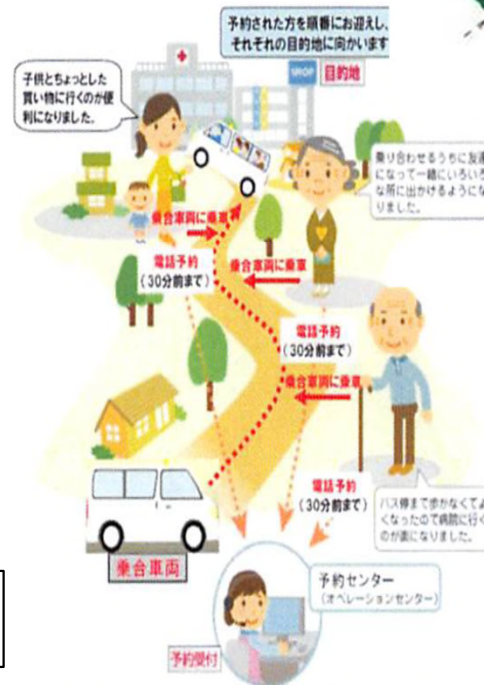 予約された方を順番にお迎えし、
それぞれの目的地に向かいます
SHOP
目的地
子供とちょっとした
買い物に行くのが便
利になりました。
乗り合わせるうちに友達
になって一緒にいろいろ
な所に出かけるようにな
りました。
乗合車両に乗車
電話予約
(30分前まで)
乗合車両に乗車
電話予約
(30分前まで)
乗合車両に乗車
電話予約
(30分前まで)
バス停まで歩かなくてよ
くなったので病院に行く
のが楽になりました。
乗合車両
予約センター
(オペレーションセンター)
予約受付